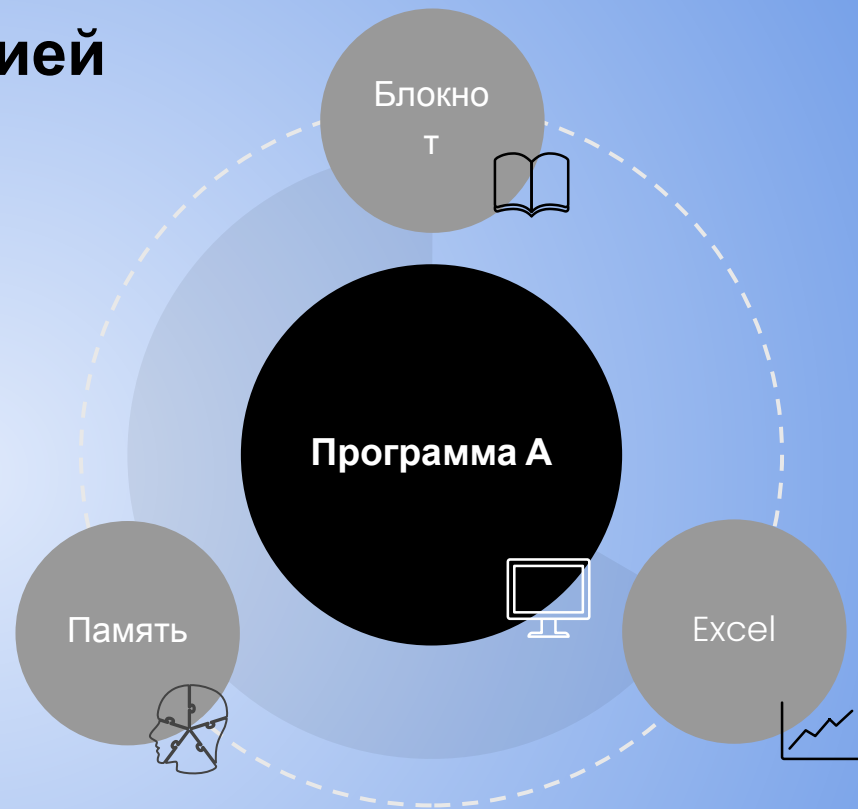 ией
Блокно
т
Программа А
Память
Excel